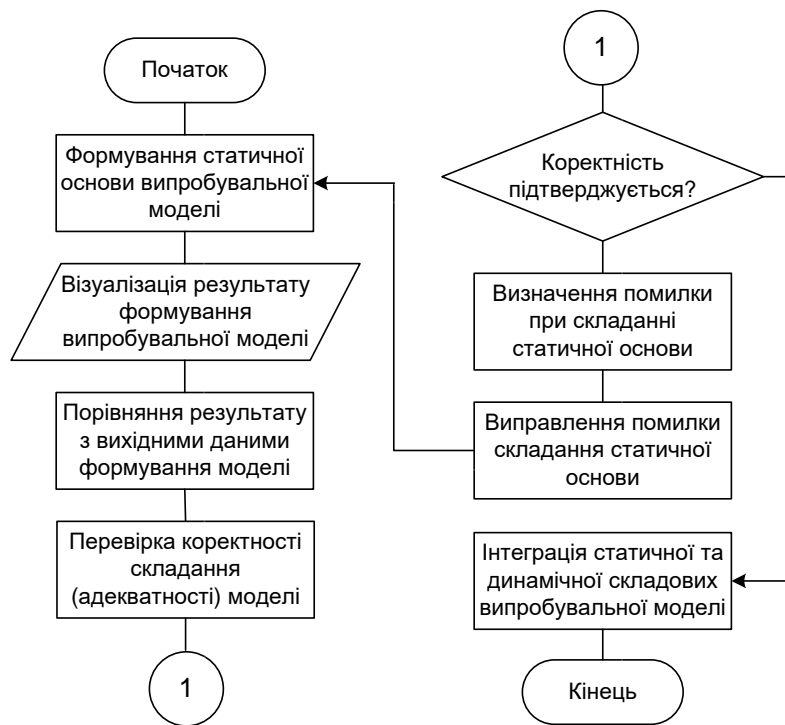 Початок
Формування статичної
основи випробувальної
моделі
Візуалізація результату
формування
випробувальної моделі
Порівняння результату
з вихідними даними
формування моделі
Перевірка коректності
складання
(адекватності) моделі
1
1
Коректність
підтверджується?
Визначення помилки
при складанні
статичної основи
Виправлення помилки
складання статичної
основи
Інтеграція статичної та
динамічної складових
випробувальної моделі
Кінець